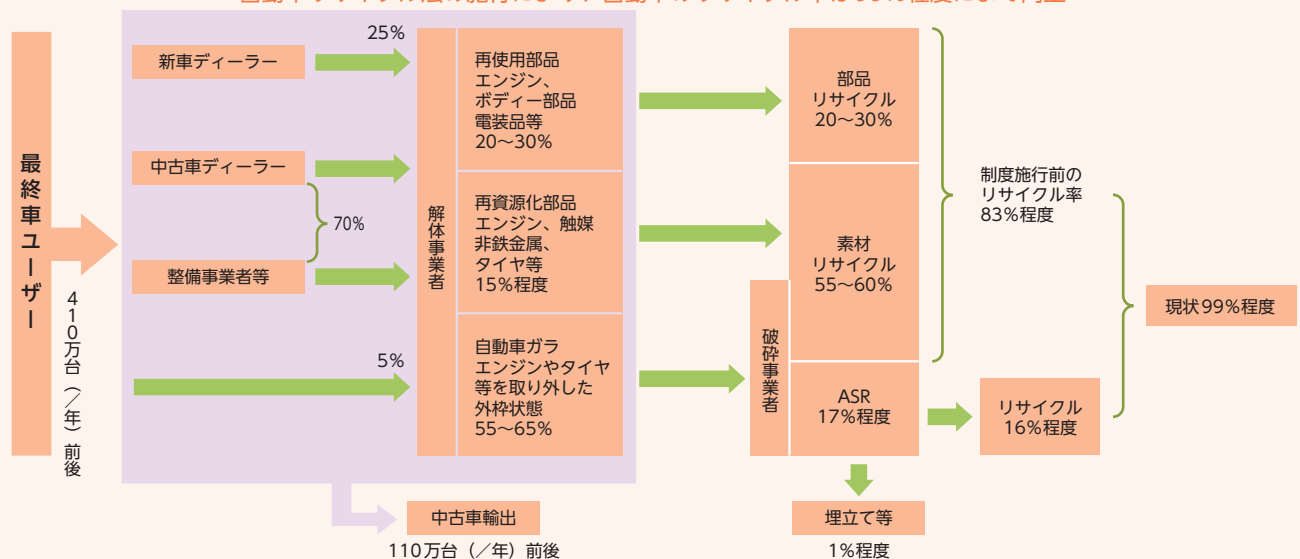 最終車ユーザー
410万台（／年）前後
新車ディーラー
25%
中古車ディーラー
70%
整備事業者等
5%
解体事業者
再使用部品
エンジン、
ボディー部品
電装品等
20〜30%
再資源化部品
エンジン、触媒
非鉄金属、
タイヤ等
15%程度
自動車ガラ
エンジンやタイヤ
等を取り外した
外枠状態
55〜65%
部品
リサイクル
20〜30%
素材
リサイクル
55〜60%
破砕事業者
ASR
17%程度
制度施行前の
リサイクル率
83%程度
リサイクル
16%程度
現状99%程度
中古車輸出
110万台（／年）前後
埋立て等
1%程度